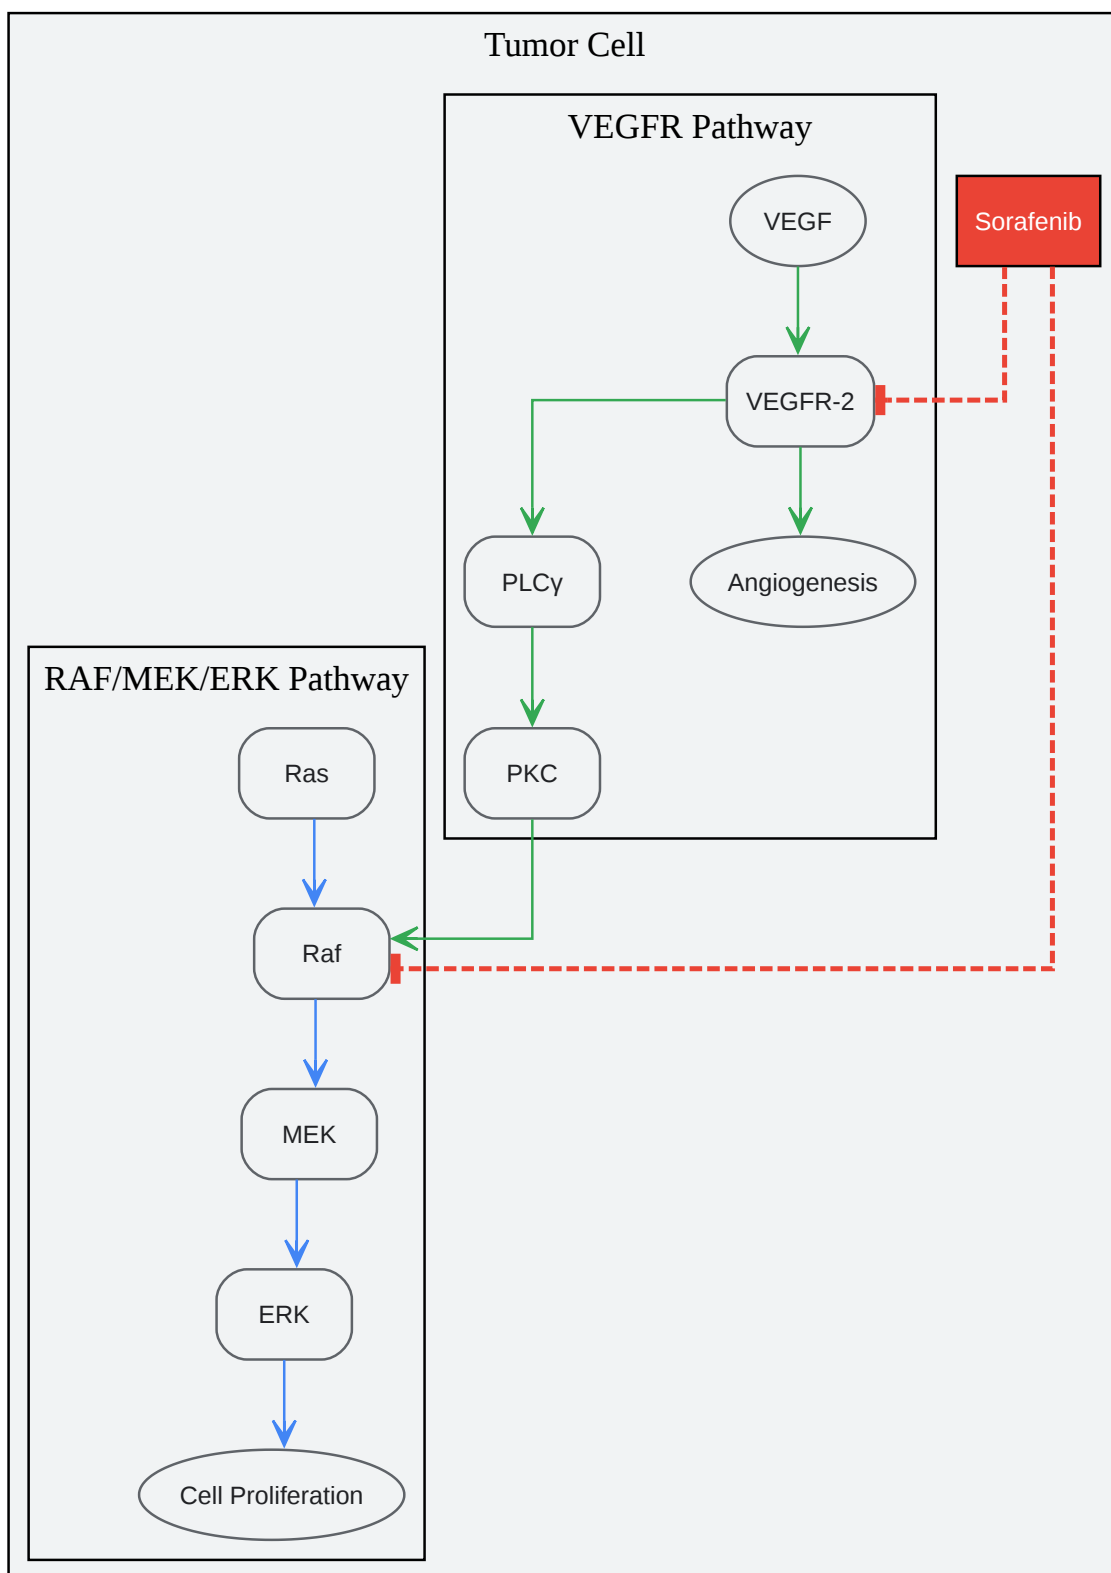 Tumor Cell
VEGFR Pathway
VEGF
Sorafenib
VEGFR-2
PLCγ
Angiogenesis
RAF/MEK/ERK Pathway
Ras
PKC
Raf
MEK
ERK
Cell Proliferation